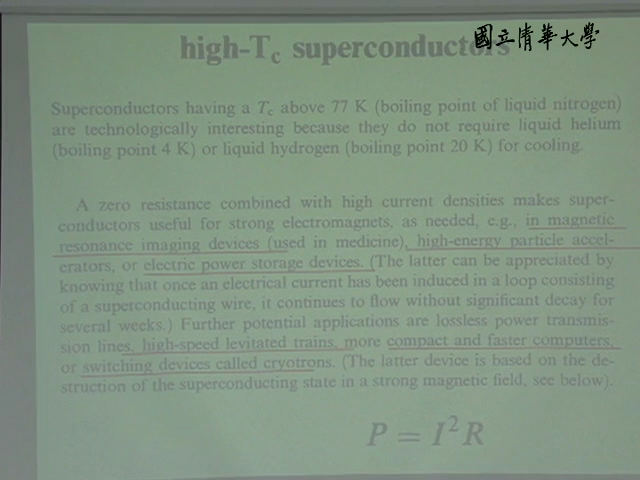 high-Tc superconductors
國立清華大學
Superconductors having a Tc above 77 K (boiling point of liquid nitrogen)
are technologically interesting because they do not require liquid helium
(boiling point 4 K) or liquid hydrogen (boiling point 20 K) for cooling.
A zero resistance combined with high current densities makes super-
conductors useful for strong electromagnets, as needed, e.g., in magnetic
resonance imaging devices (used in medicine), high-energy particle accel-
erators, or electric power storage devices. (The latter can be appreciated by
knowing that once an electrical current has been induced in a loop consisting
of a superconducting wire, it continues to flow without significant decay for
several weeks.) Further potential applications are lossless power transmis-
sion lines, high-speed levitated trains, more compact and faster computers,
or switching devices called cryotrons. (The latter device is based on the de-
struction of the superconducting state in a strong magnetic field, see below).
P = I²R